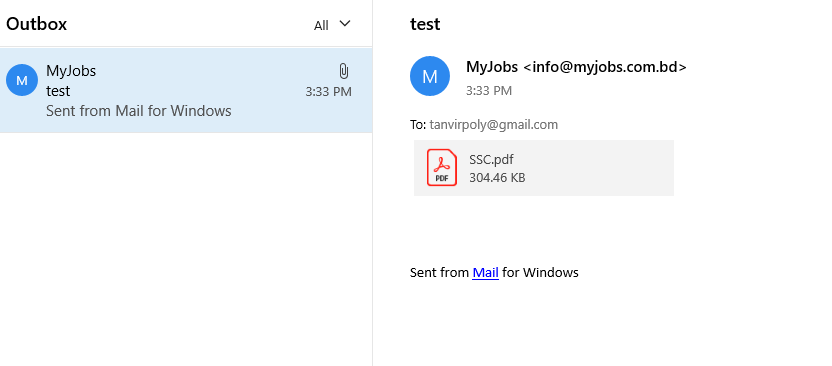 Outbox
All
M
MyJobs
test
3:33 PM
Sent from Mail for Windows
test
M
MyJobs <info@myjobs.com.bd>
3:33 PM
To: tanvirpoly@gmail.com
PDF
SSC.pdf
304.46 KB
Sent from Mail for Windows